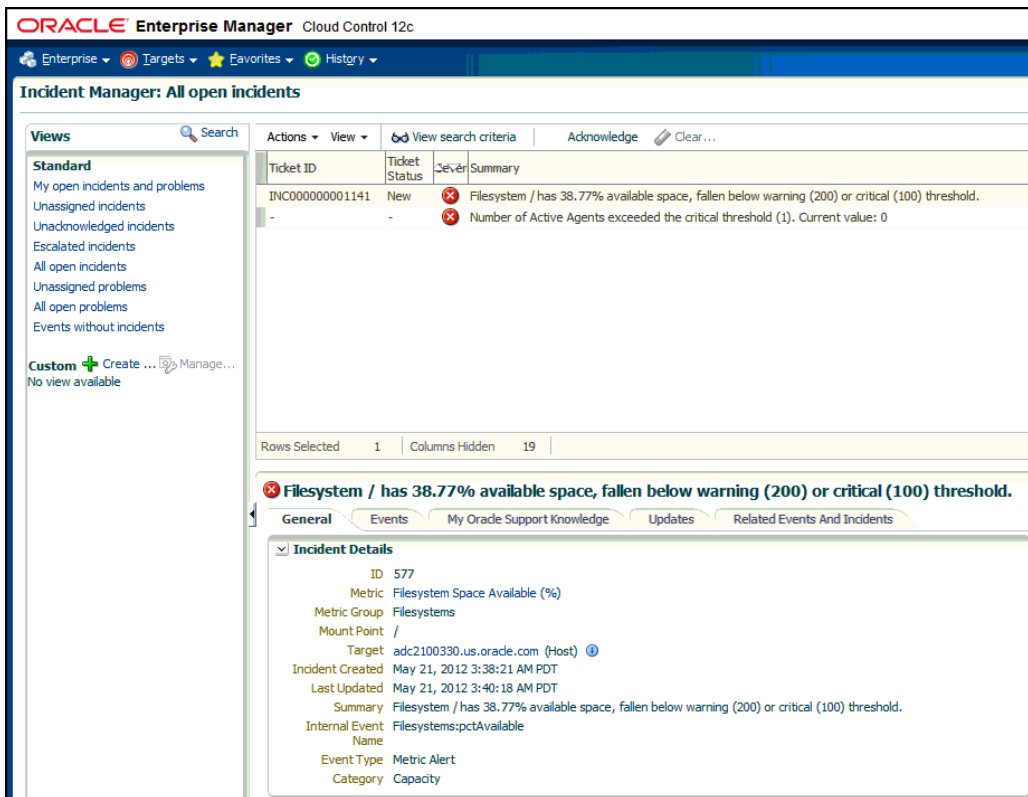 ORACLE Enterprise Manager Cloud Control 12c
Enterprise Targets Favorites History
Incident Manager: All open incidents
Views Search
Standard
My open incidents and problems
Unassigned incidents
Unacknowledged incidents
Escalated incidents
All open incidents
Unassigned problems
All open problems
Events without incidents
Custom Create ... Manage...
No view available
Actions View View search criteria Acknowledge Clear...
Ticket ID Ticket Status Sever Summary
INC000000001141 New Filesystem / has 38.77% available space, fallen below warning (200) or critical (100) threshold.
- - Number of Active Agents exceeded the critical threshold (1). Current value: 0
Rows Selected 1 Columns Hidden 19
Filesystem / has 38.77% available space, fallen below warning (200) or critical (100) threshold.
General Events My Oracle Support Knowledge Updates Related Events And Incidents
Incident Details
ID 577
Metric Filesystem Space Available (%)
Metric Group Filesystems
Mount Point /
Target adc2100330.us.oracle.com (Host)
Incident Created May 21, 2012 3:38:21 AM PDT
Last Updated May 21, 2012 3:40:18 AM PDT
Summary Filesystem / has 38.77% available space, fallen below warning (200) or critical (100) threshold.
Internal Event Name Filesystems:pctAvailable
Event Type Metric Alert
Category Capacity